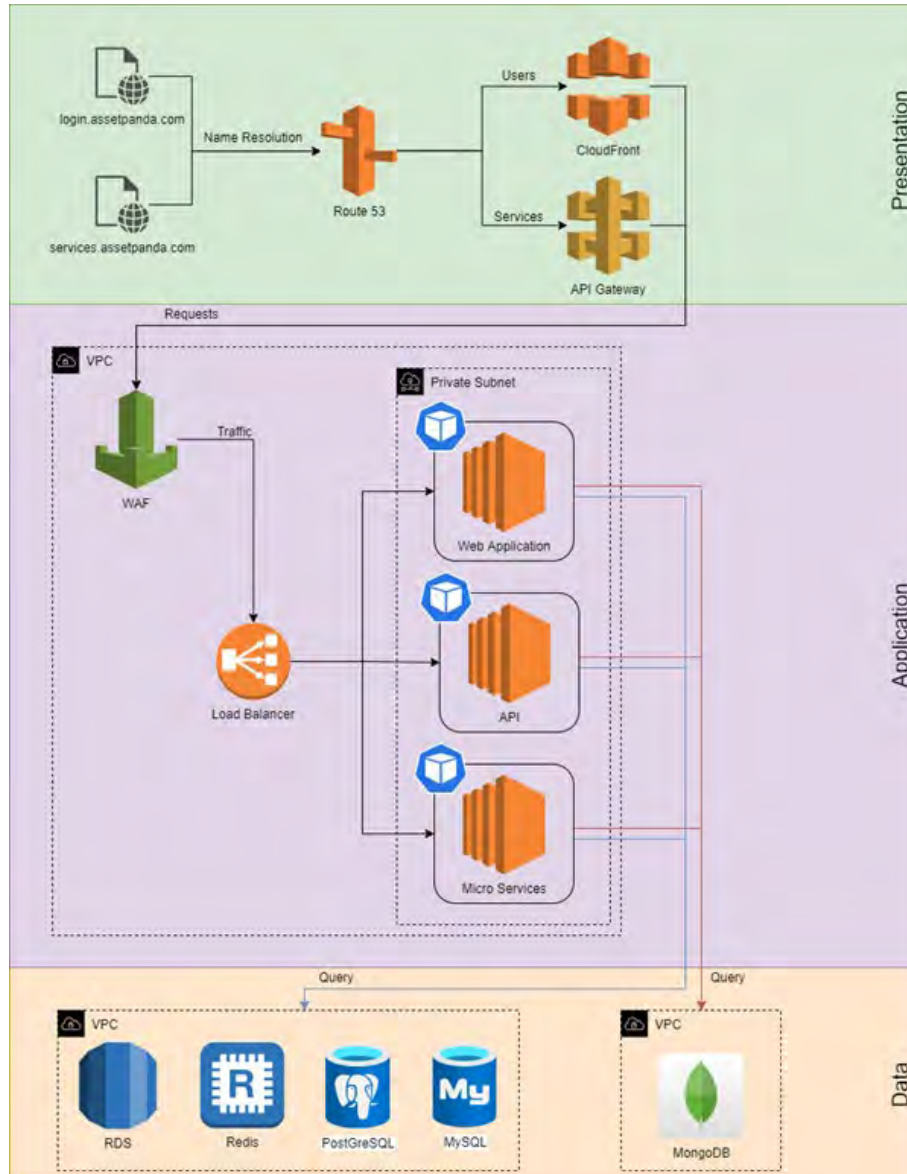 login.assetpanda.com
services.assetpanda.com
Name Resolution
Route 53
Users
Services
CloudFront
API Gateway
Presentation
Requests
VPC
WAF
Traffic
Load Balancer
Private Subnet
Web Application
API
Micro Services
Application
Query
Query
VPC
RDS
R
Redis
PostGreSQL
My
MySQL
VPC
MongoDB
Data